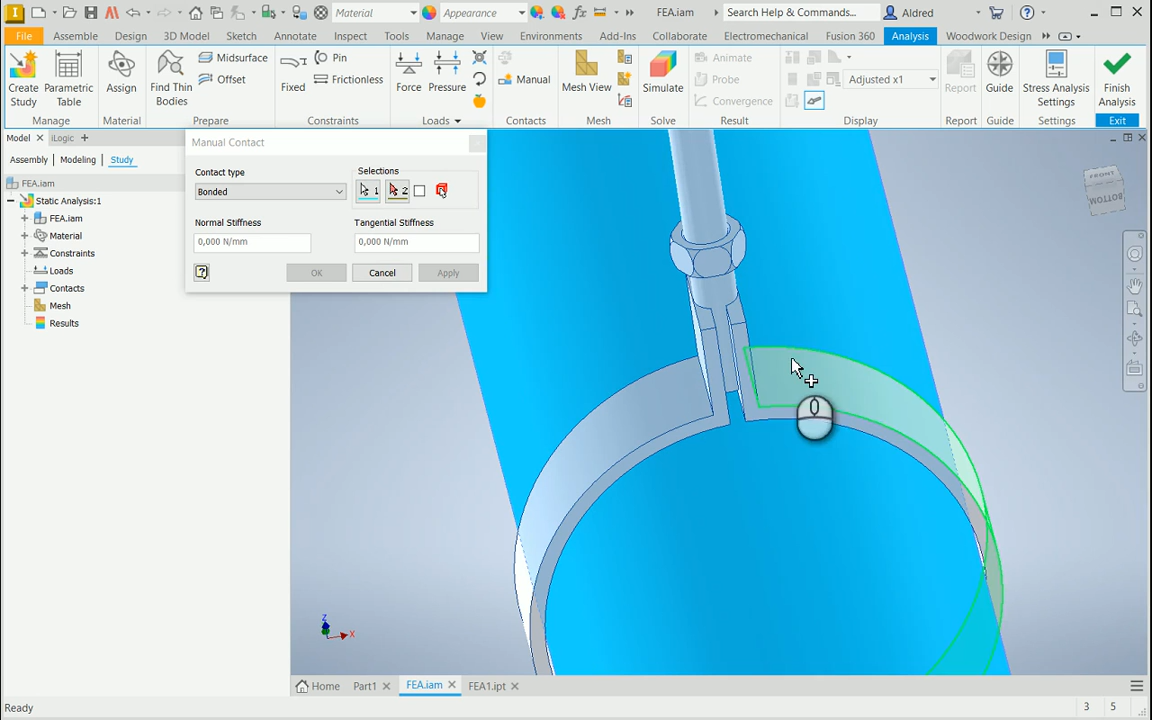 Material
Appearance
FEA.iam
Search Help & Commands...
Aldred
File
Assemble
Design
3D Model
Sketch
Annotate
Inspect
Tools
Manage
View
Environments
Add-Ins
Collaborate
Electromechanical
Fusion 360
Analysis
Woodwork Design
Create Study
Parametric Table
Assign
Find Thin Bodies
Midsurface
Offset
Fixed
Pin
Frictionless
Force
Pressure
Manual
Mesh View
Simulate
Animate
Probe
Convergence
Adjusted x1
Report
Guide
Stress Analysis Settings
Finish Analysis
Manage
Material
Prepare
Constraints
Loads
Contacts
Mesh
Solve
Result
Display
Report
Guide
Settings
Exit
Model
iLogic
Assembly
Modeling
Study
FEA.iam
Static Analysis:1
FEA.iam
Material
Constraints
Loads
Contacts
Mesh
Results
Manual Contact
Contact type
Selections
Bonded
1
2
Normal Stiffness
Tangential Stiffness
0,000 N/mm
0,000 N/mm
OK
Cancel
Apply
FRONT
BOTTOM
Z
X
Home
Part1
FEA.iam
FEA1.ipt
Ready
3
5